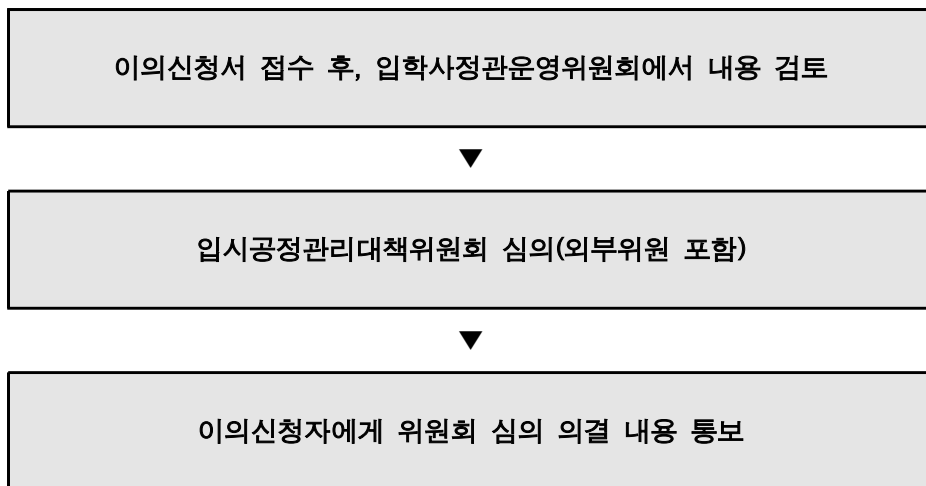 이의신청서 접수 후, 입학사정관운영위원회에서 내용 검토
▼
입시공정관리대책위원회 심의(외부위원 포함)
▼
이의신청자에게 위원회 심의 의결 내용 통보